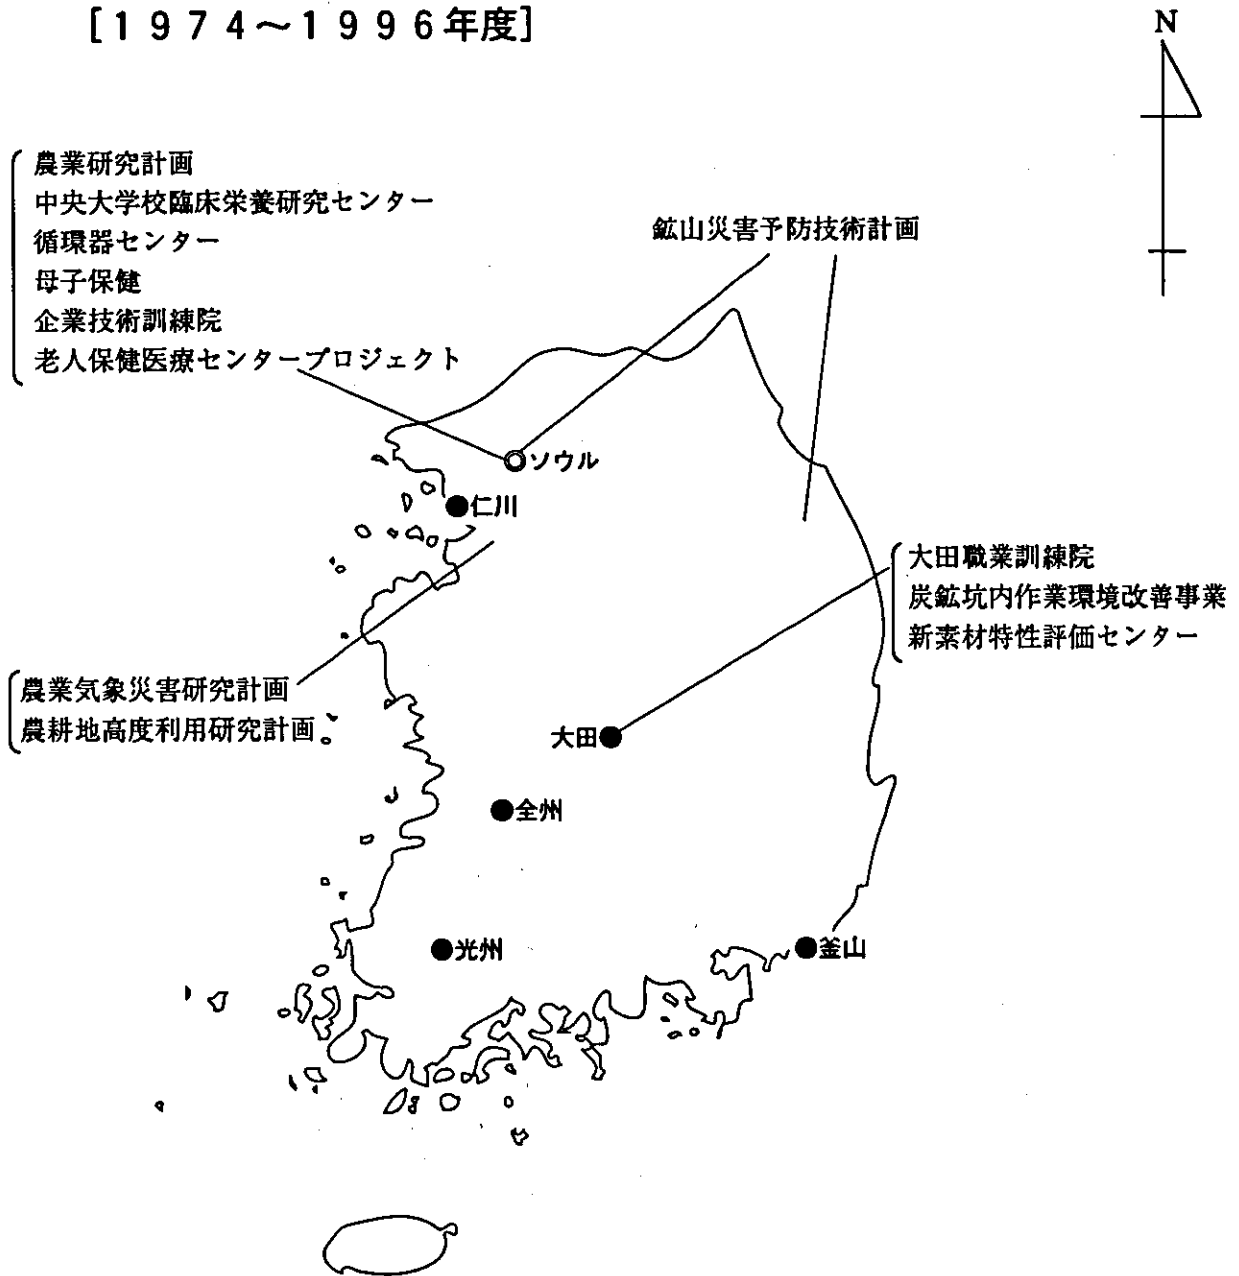 [1974～1996年度]
N
農業研究計画
中央大学校臨床栄養研究センター
循環器センター
母子保健
企業技術訓練院
老人保健医療センタープロジェクト
鉱山災害予防技術計画
ソウル
仁川
大田職業訓練院
炭鉱坑内作業環境改善事業
新素材特性評価センター
農業気象災害研究計画
農耕地高度利用研究計画
大田
全州
光州
釜山